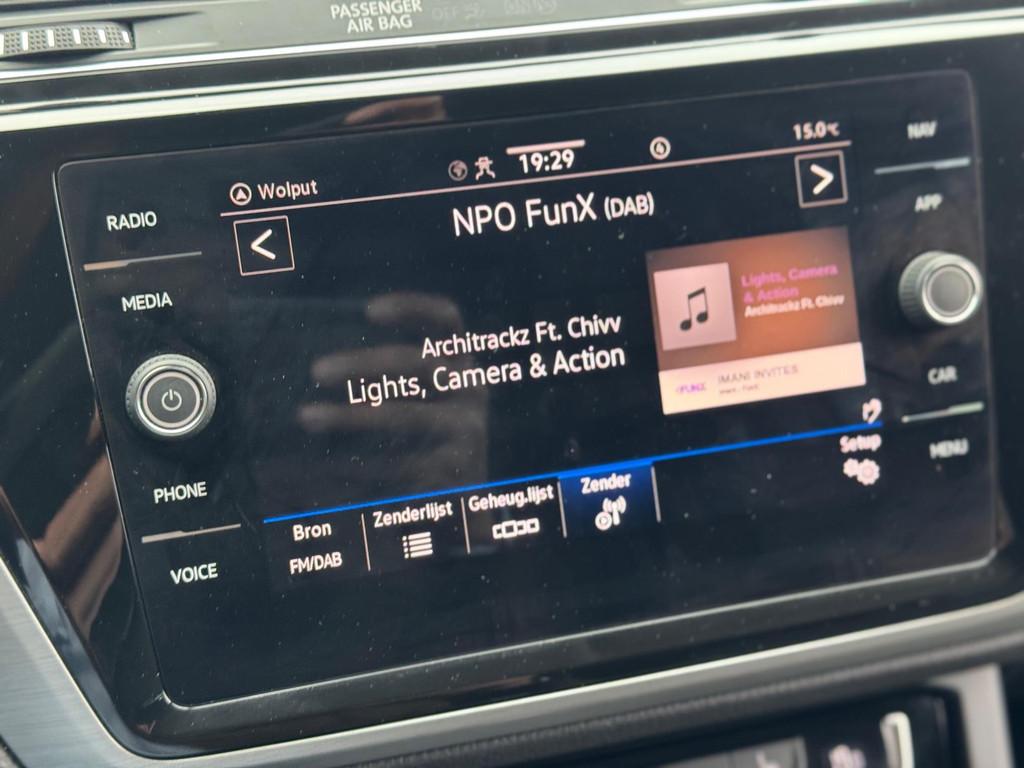 PASSENGER
AIR BAG
Wolput
19:29
15.0°C
NAV
RADIO
NPO FunX (DAB)
APP
MEDIA
Lights, Camera
& Action
Architrackz Ft. Chivv
Architrackz Ft. Chivv
Lights, Camera & Action
FUNX
IMANI INVITES
CAR
Setup
MENU
PHONE
Bron
FM/DAB
Zenderlijst
Geheug.lijst
Zender
VOICE